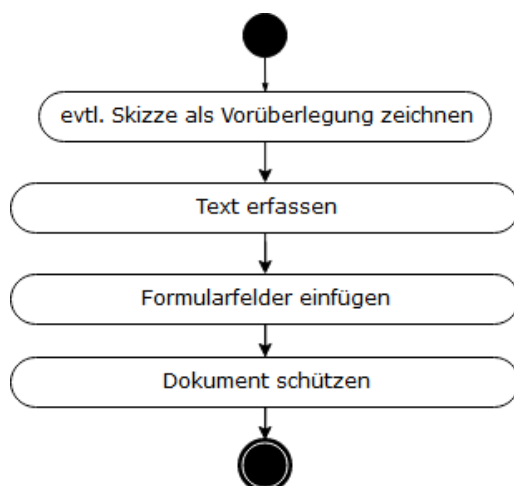 evtl. Skizze als Vorüberlegung zeichnen
Text erfassen
Formularfelder einfügen
Dokument schützen